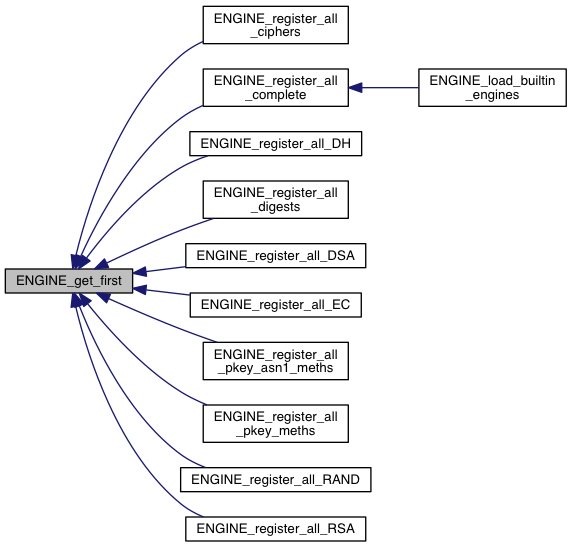 ENGINE_register_all
_ciphers
ENGINE_register_all
_complete
ENGINE_load_builtin
_engines
ENGINE_register_all_DH
ENGINE_register_all
_digests
ENGINE_register_all_DSA
ENGINE_get_first
ENGINE_register_all_EC
ENGINE_register_all
_pkey_asn1_meths
ENGINE_register_all
_pkey_meths
ENGINE_register_all_RAND
ENGINE_register_all_RSA